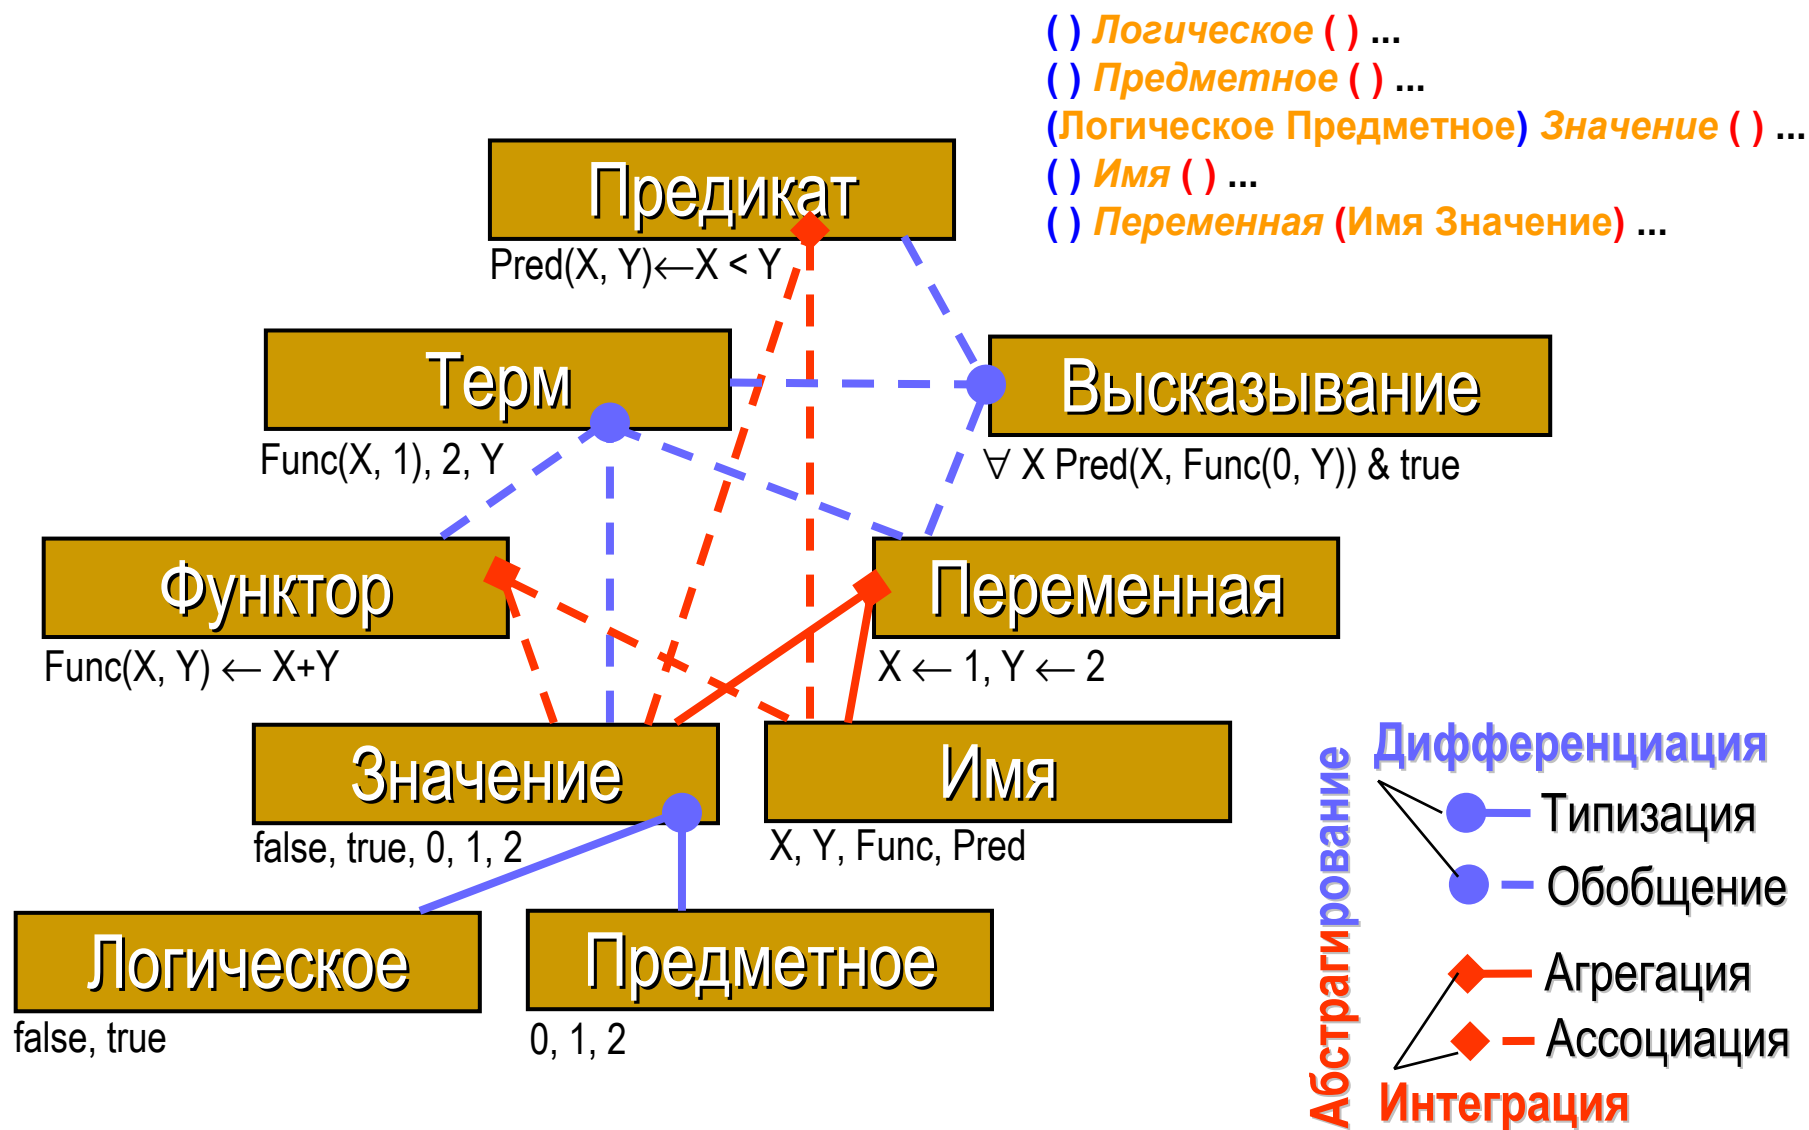 ( ) Логическое ( ) ...
( ) Предметное ( ) ...
(Логическое Предметное) Значение ( ) ...
( ) Имя ( ) ...
( ) Переменная (Имя Значение) ...
Предикат
Pred(X, Y)←X < Y
Терм
Func(X, 1), 2, Y
Высказывание
∀ X Pred(X, Func(0, Y)) & true
Функтор
Func(X, Y) ← X+Y
Переменная
X ← 1, Y ← 2
Значение
false, true, 0, 1, 2
Имя
X, Y, Func, Pred
Логическое
false, true
Предметное
0, 1, 2
Абстрагирование
Дифференциация
Типизация
Обобщение
Агрегация
Ассоциация
Интеграция